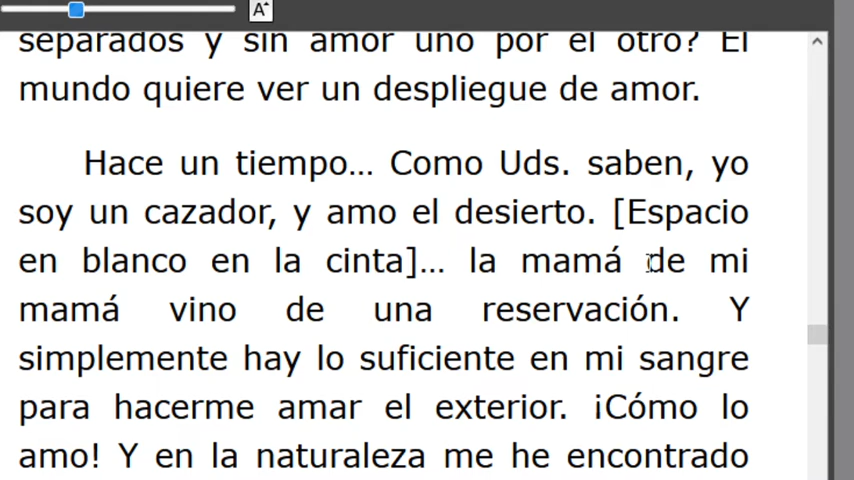 A
separados y sin amor uno por el otro? El
mundo quiere ver un despliegue de amor.
Hace un tiempo… Como Uds. saben, yo
soy un cazador, y amo el desierto. [Espacio
en blanco en la cinta]… la mamá de mi
mamá vino de una reservación. Y
simplemente hay lo suficiente en mi sangre
para hacerme amar el exterior. ¡Cómo lo
amo! Y en la naturaleza me he encontrado